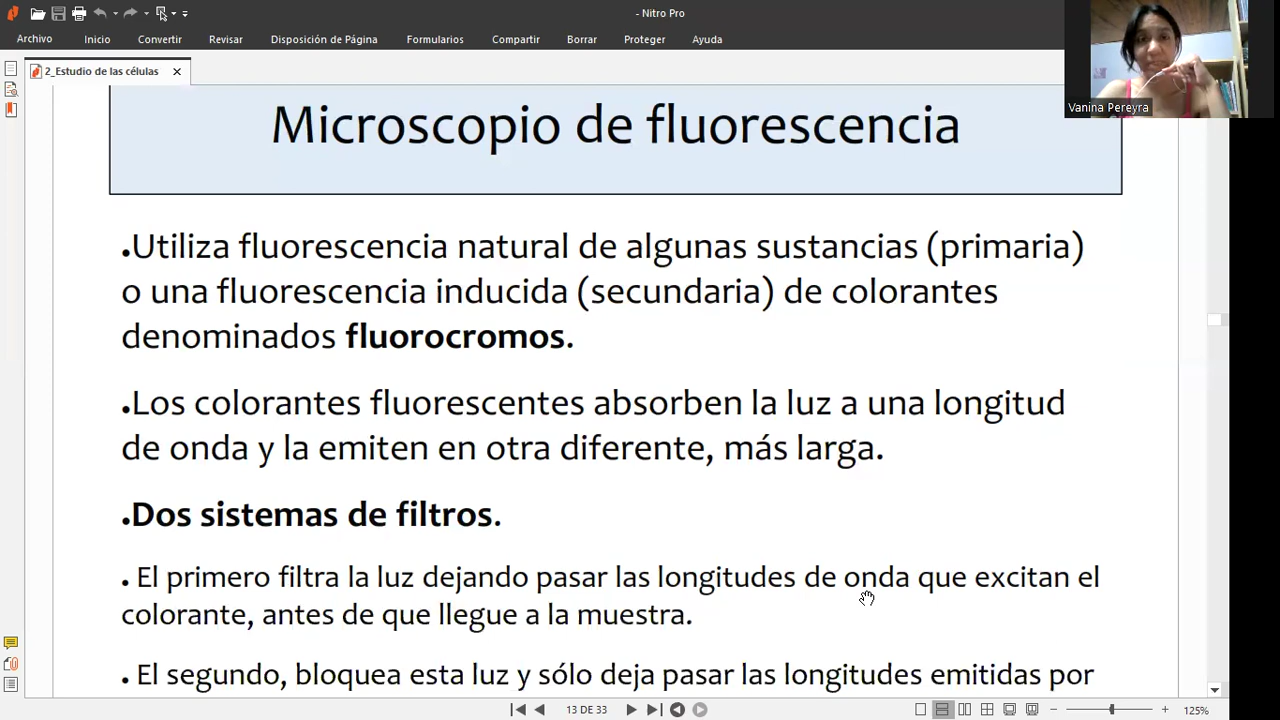 - Nitro Pro
Archivo Inicio Convertir Revisar Disposición de Página Formularios Compartir Borrar Proteger Ayuda
2_Estudio de las células
Vanina Pereyra
Microscopio de fluorescencia
•Utiliza fluorescencia natural de algunas sustancias (primaria)
o una fluorescencia inducida (secundaria) de colorantes
denominados fluorocromos.
•Los colorantes fluorescentes absorben la luz a una longitud
de onda y la emiten en otra diferente, más larga.
•Dos sistemas de filtros.
• El primero filtra la luz dejando pasar las longitudes de onda que excitan el
colorante, antes de que llegue a la muestra.
• El segundo, bloquea esta luz y sólo deja pasar las longitudes emitidas por
13 DE 33
125%